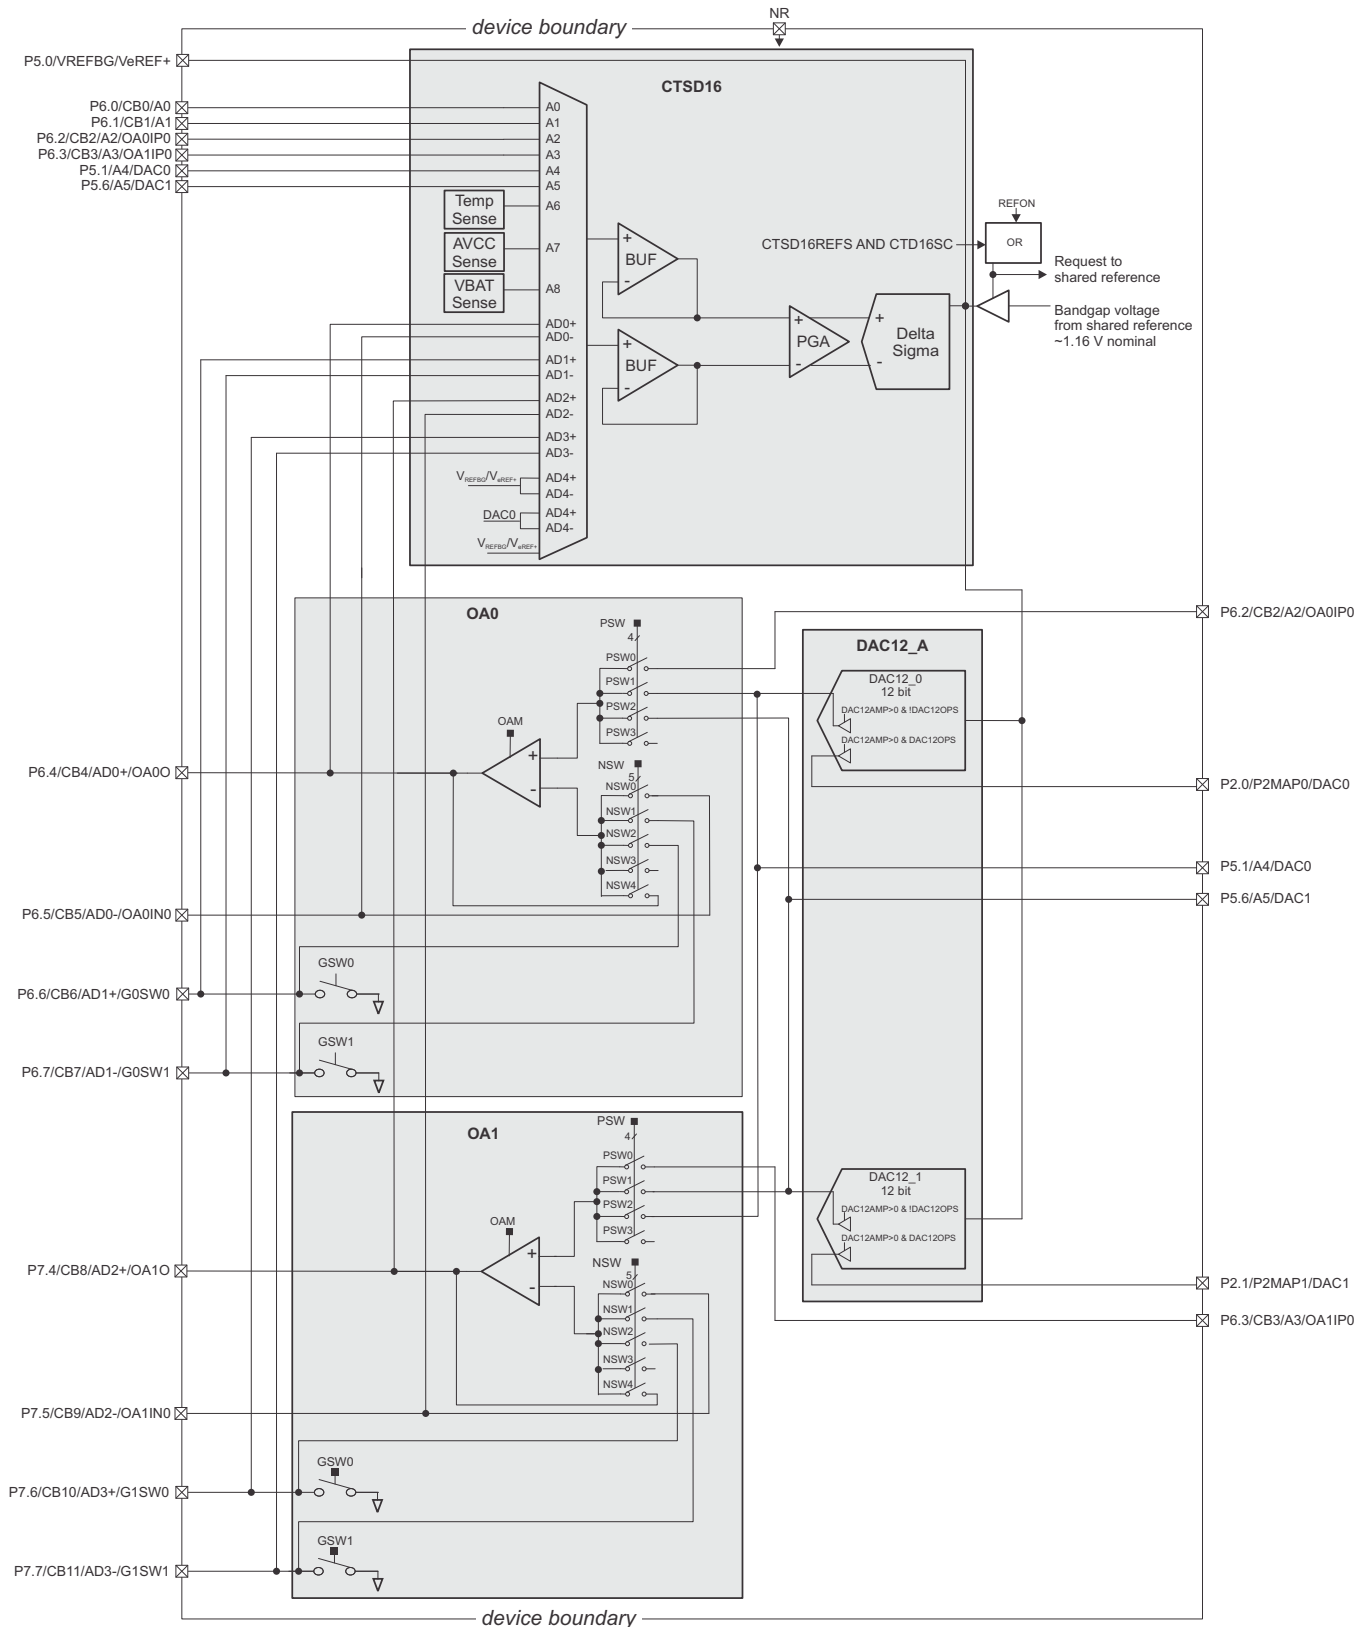 device boundary
NR
P5.0/VREFBG/VeREF+
CTSD16
P6.0/CB0/A0
P6.1/CB1/A1
P6.2/CB2/A2/OA0IP0
P6.3/CB3/A3/OA1IP0
P5.1/A4/DAC0
P5.6/A5/DAC1
A0
A1
A2
A3
A4
A5
Temp
Sense
A6
AVCC
Sense
A7
VBAT
Sense
A8
AD0+
AD0-
AD1+
AD1-
AD2+
AD2-
AD3+
AD3-
VREFBG/VeREF+
AD4+
AD4-
DAC0
AD4+
AD4-
VREFBG/VeREF+
+
BUF
-
+
BUF
-
+
PGA
-
+
Delta
Sigma
-
REFON
CTSD16REFS AND CTD16SC
OR
Request to
shared reference
Bandgap voltage
from shared reference
~1.16 V nominal
OA0
PSW
4
PSW0
PSW1
PSW2
PSW3
OAM
+
-
NSW
5
NSW0
NSW1
NSW2
NSW3
NSW4
GSW0
GSW1
P6.4/CB4/AD0+/OA0O
P6.5/CB5/AD0-/OA0IN0
P6.6/CB6/AD1+/G0SW0
P6.7/CB7/AD1-/G0SW1
DAC12_A
DAC12_0
12 bit
DAC12AMP>0 & !DAC12OPS
DAC12AMP>0 & DAC12OPS
P6.2/CB2/A2/OA0IP0
P2.0/P2MAP0/DAC0
P5.1/A4/DAC0
P5.6/A5/DAC1
OA1
PSW
4
PSW0
PSW1
PSW2
PSW3
OAM
+
-
NSW
5
NSW0
NSW1
NSW2
NSW3
NSW4
GSW0
GSW1
P7.4/CB8/AD2+/OA1O
P7.5/CB9/AD2-/OA1IN0
P7.6/CB10/AD3+/G1SW0
P7.7/CB11/AD3-/G1SW1
DAC12_1
12 bit
DAC12AMP>0 & !DAC12OPS
DAC12AMP>0 & DAC12OPS
P2.1/P2MAP1/DAC1
P6.3/CB3/A3/OA1IP0
device boundary